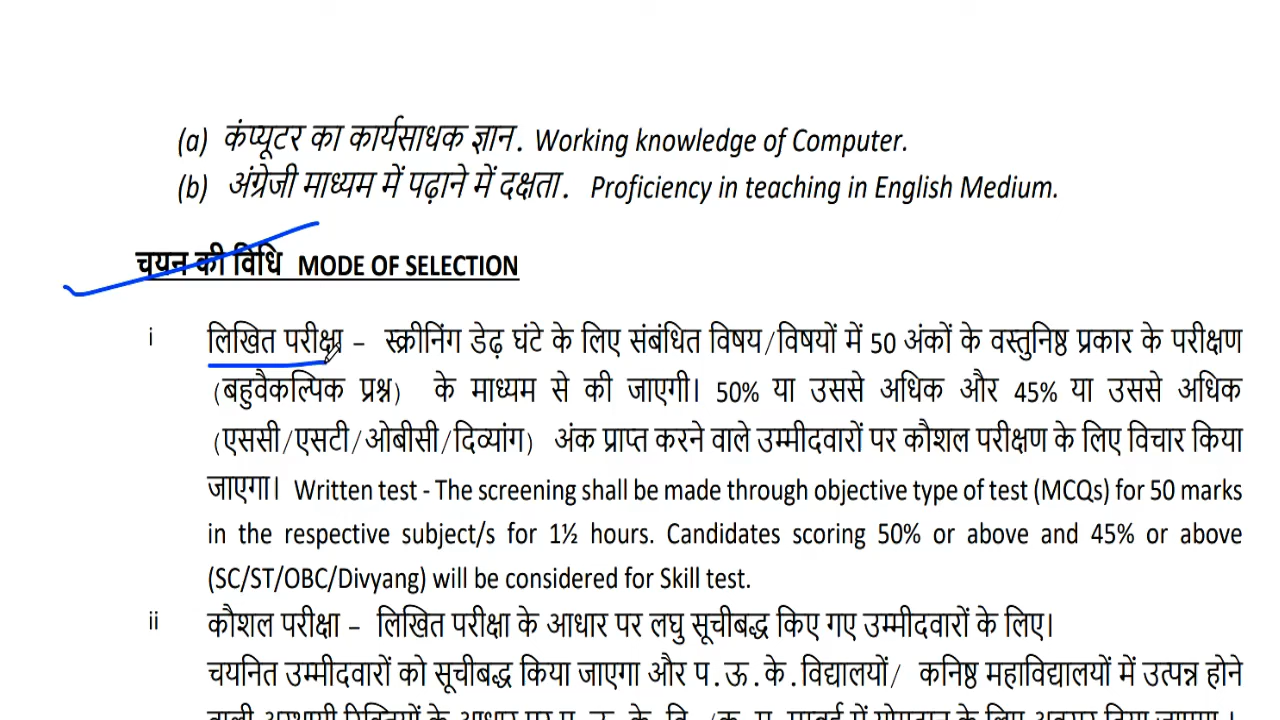 (a) कंप्यूटर का कार्यसाधक ज्ञान. Working knowledge of Computer.
(b) अंग्रेजी माध्यम में पढ़ाने में दक्षता. Proficiency in teaching in English Medium.
चयन की विधि MODE OF SELECTION
i लिखित परीक्षा – स्क्रीनिंग डेढ़ घंटे के लिए संबंधित विषय/विषयों में 50 अंकों के वस्तुनिष्ठ प्रकार के परीक्षण
(बहुवैकल्पिक प्रश्न) के माध्यम से की जाएगी। 50% या उससे अधिक और 45% या उससे अधिक
(एससी/एसटी/ओबीसी/दिव्यांग) अंक प्राप्त करने वाले उम्मीदवारों पर कौशल परीक्षण के लिए विचार किया
जाएगा। Written test - The screening shall be made through objective type of test (MCQs) for 50 marks
in the respective subject/s for 1½ hours. Candidates scoring 50% or above and 45% or above
(SC/ST/OBC/Divyang) will be considered for Skill test.
ii कौशल परीक्षा – लिखित परीक्षा के आधार पर लघु सूचीबद्ध किए गए उम्मीदवारों के लिए।
चयनित उम्मीदवारों को सूचीबद्ध किया जाएगा और प.ऊ.के.विद्यालयों/ कनिष्ठ महाविद्यालयों में उत्पन्न होने